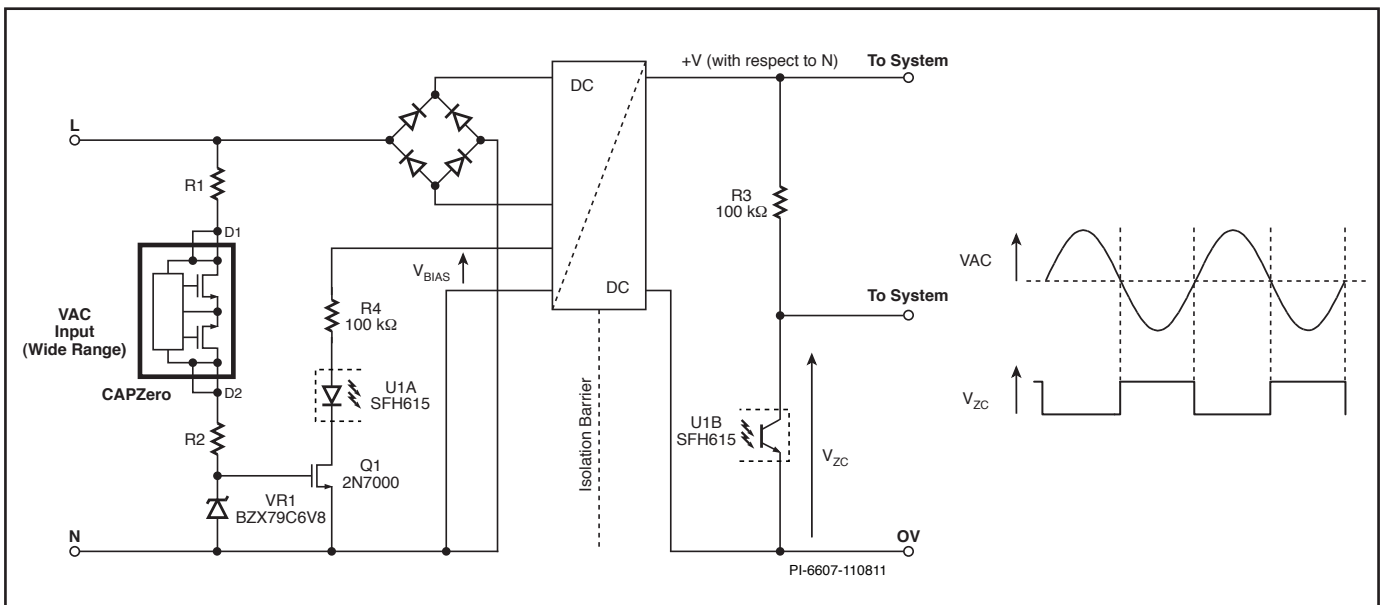 +V (with respect to N)
To System
DC
L
R1
R3
100 kΩ
D1
VAC
V_BIAS
DC
VAC
Input
(Wide Range)
R4
100 kΩ
To System
CAPZero
D2
U1A
SFH615
V_ZC
R2
U1B
SFH615
Isolation Barrier
V_ZC
Q1
2N7000
VR1
BZX79C6V8
N
OV
PI-6607-110811